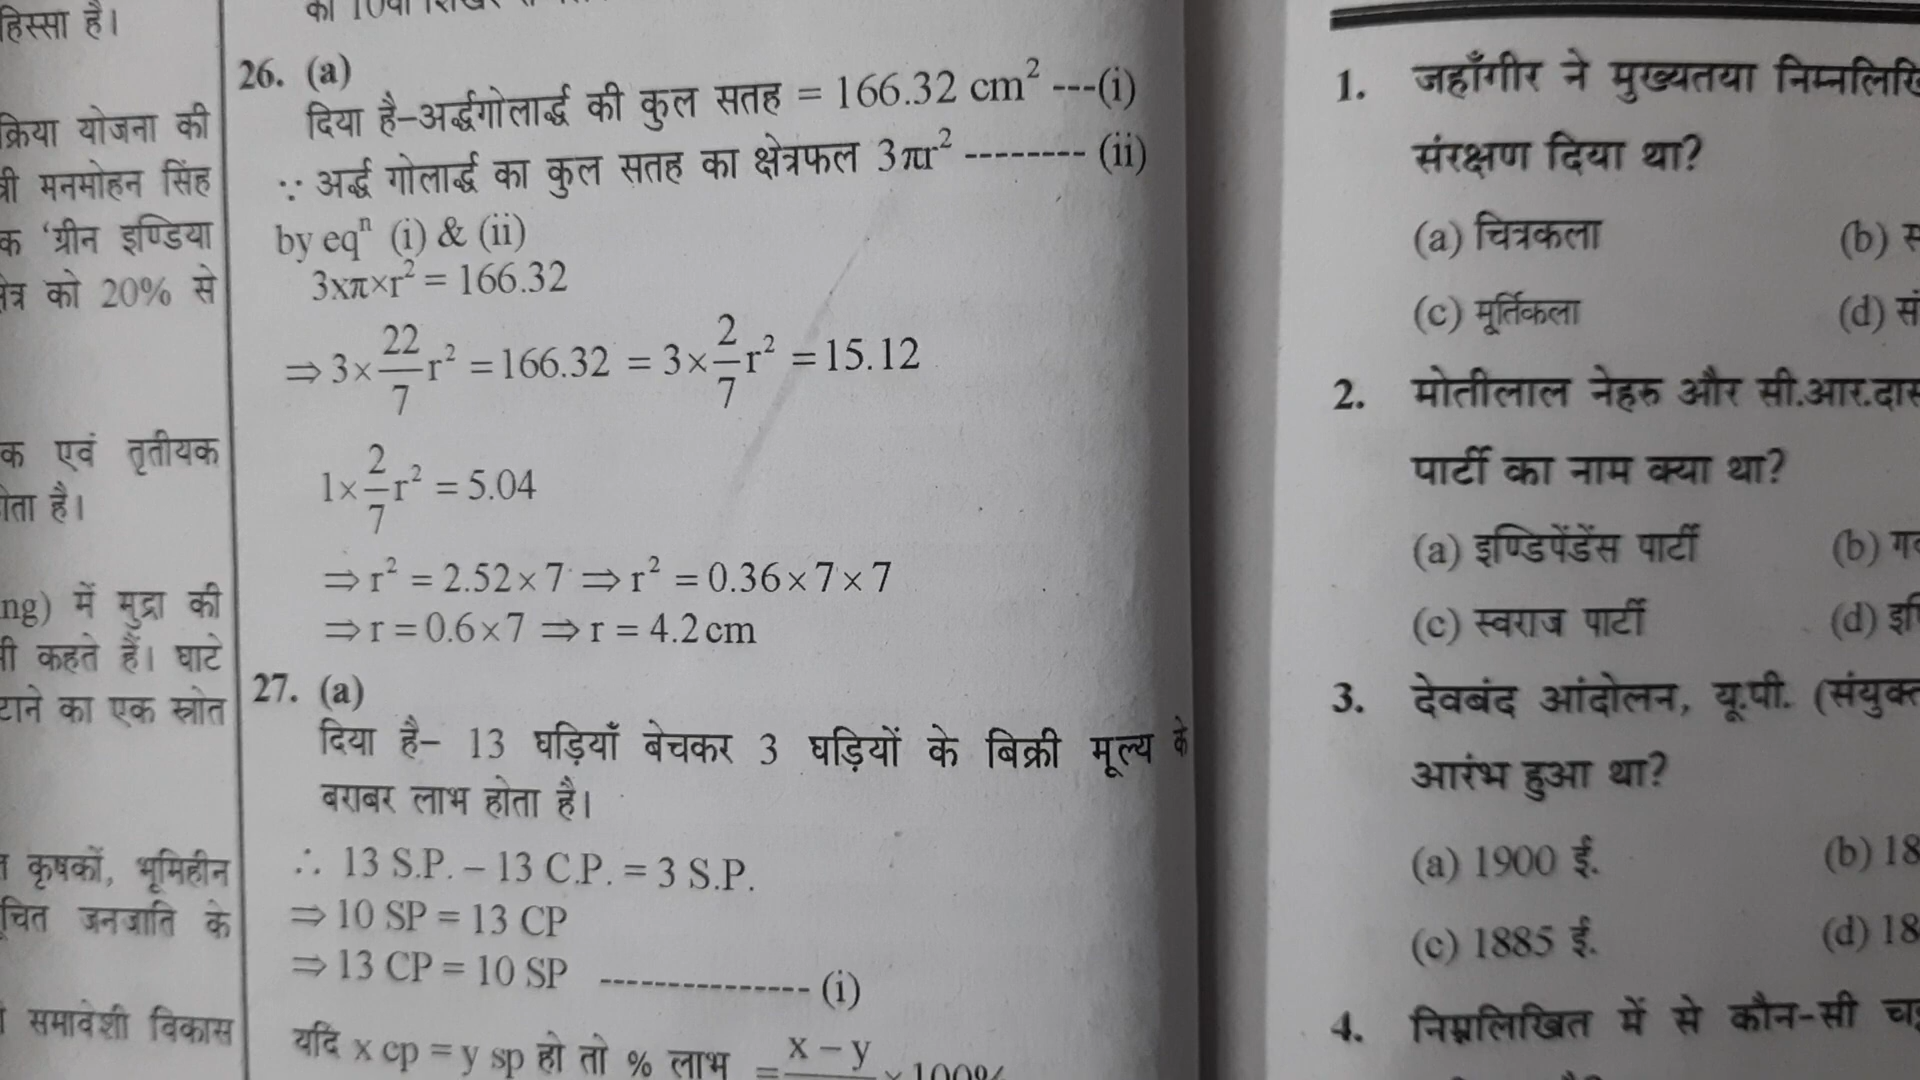 हिस्सा है।
क्रिया योजना की
मनमोहन सिंह
'ग्रीन इण्डिया
को 20% से
एवं तृतीयक
है।
में मुद्रा की
कहते हैं। घाटे
का एक स्रोत
कृषकों, भूमिहीन
जनजाति के
समावेशी विकास
26. (a)
दिया है–अर्द्धगोलार्द्ध की कुल सतह = 166.32 cm² ---(i)
∵ अर्द्ध गोलार्द्ध का कुल सतह का क्षेत्रफल 3πr² -------- (ii)
by eqⁿ (i) & (ii)
3xπ×r² = 166.32
⇒ 3×22/7 r² = 166.32 = 3×2/7 r² = 15.12
1×2/7 r² = 5.04
⇒ r² = 2.52×7 ⇒ r² = 0.36×7×7
⇒ r = 0.6×7 ⇒ r = 4.2cm
27. (a)
दिया है– 13 घड़ियाँ बेचकर 3 घड़ियों के बिक्री मूल्य के
बराबर लाभ होता है।
∴ 13 S.P. – 13 C.P. = 3 S.P.
⇒ 10 SP = 13 CP
⇒ 13 CP = 10 SP --------------- (i)
यदि x cp = y sp हो तो % लाभ = x – y ×100%
1. जहाँगीर ने मुख्यतया
संरक्षण दिया था?
(a) चित्रकला (b)
(c) मूर्तिकला (d)
2. मोतीलाल नेहरू और सी.आर.दास
पार्टी का नाम क्या था?
(a) इण्डिपेंडेंस पार्टी (b)
(c) स्वराज पार्टी (d)
3. देवबंद आंदोलन, यू.पी. (संयुक्त
आरंभ हुआ था?
(a) 1900 ई. (b) 18
(c) 1885 ई. (d) 18
4. निम्नलिखित में से कौन-सी